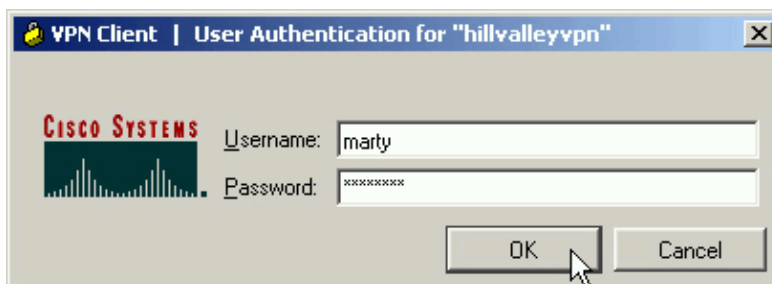 VPN Client | User Authentication for "hillvalleyvpn"
CISCO SYSTEMS
Username: marty
Password: ********
OK Cancel